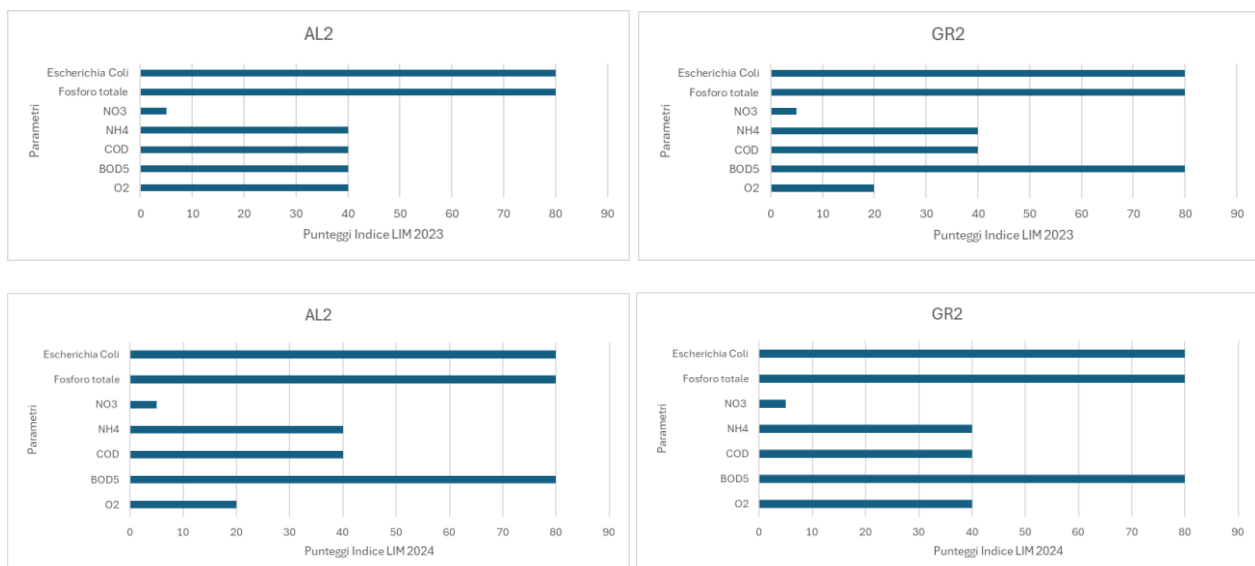 AL2
Escherichia Coli
Fosforo totale
NO3
NH4
COD
BOD5
O2
Parametri
0 10 20 30 40 50 60 70 80 90
Punteggi Indice LIM 2023
GR2
Escherichia Coli
Fosforo totale
NO3
NH4
COD
BOD5
O2
Parametri
0 10 20 30 40 50 60 70 80 90
Punteggi Indice LIM 2023
AL2
Escherichia Coli
Fosforo totale
NO3
NH4
COD
BOD5
O2
Parametri
0 10 20 30 40 50 60 70 80 90
Punteggi Indice LIM 2024
GR2
Escherichia Coli
Fosforo totale
NO3
NH4
COD
BOD5
O2
Parametri
0 10 20 30 40 50 60 70 80 90
Punteggi Indice LIM 2024